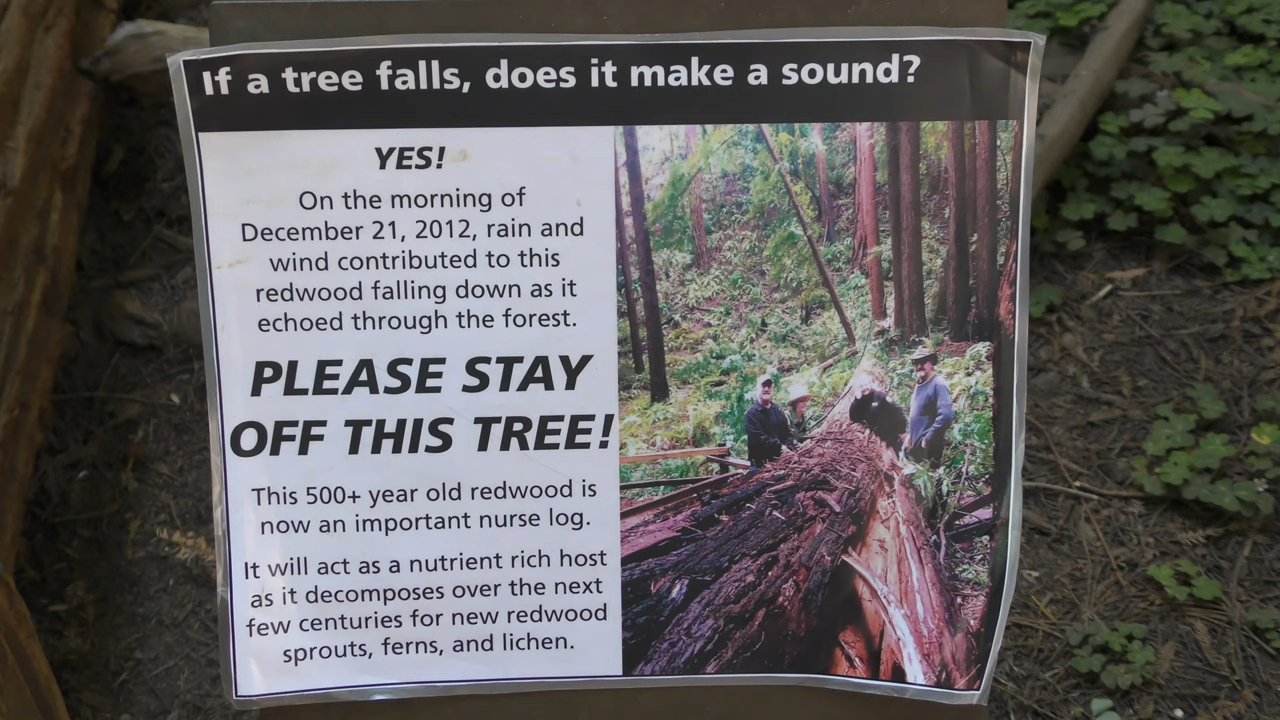 If a tree falls, does it make a sound?
YES!
On the morning of
December 21, 2012, rain and
wind contributed to this
redwood falling down as it
echoed through the forest.
PLEASE STAY
OFF THIS TREE!
This 500+ year old redwood is
now an important nurse log.
It will act as a nutrient rich host
as it decomposes over the next
few centuries for new redwood
sprouts, ferns, and lichen.